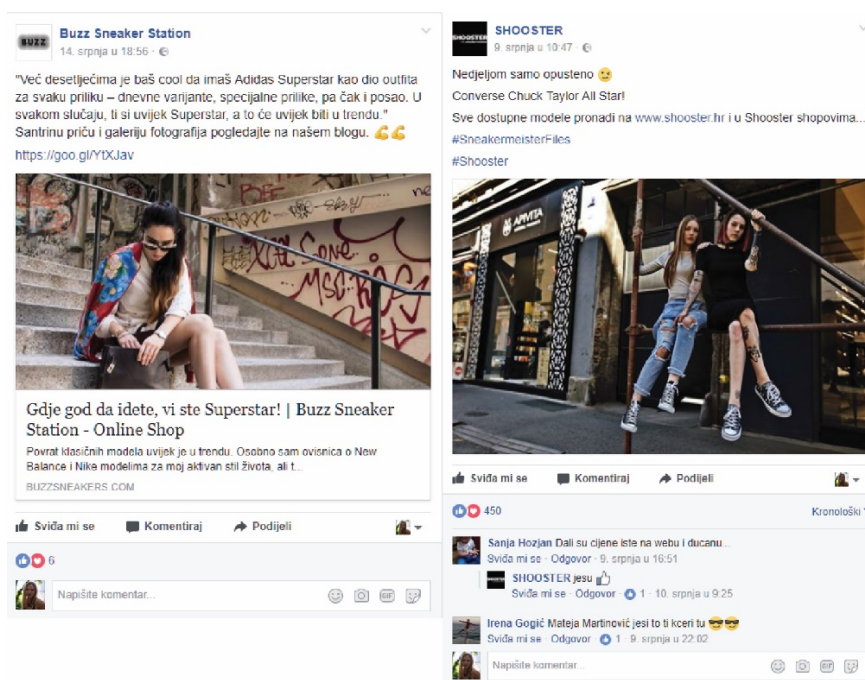 BUZZ
Buzz Sneaker Station
14. srpnja u 18:56 ·
"Već desetljećima je baš cool da imaš Adidas Superstar kao dio outfita
za svaku priliku – dnevne varijante, specijalne prilike, pa čak i posao. U
svakom slučaju, ti si uvijek Superstar, a to će uvijek biti u trendu."
Santrinu priču i galeriju fotografija pogledajte na našem blogu. 💪💪
https://goo.gl/YtXJav
Gdje god da idete, vi ste Superstar! | Buzz Sneaker
Station - Online Shop
Povrat klasičnih modela uvijek je u trendu. Osobno sam ovisnica o New
Balance i Nike modelima za moj aktivan stil života, ali t...
BUZZSNEAKERS.COM
Sviđa mi se Komentiraj Podijeli
6
Napišite komentar...
GIF
SHOOSTER
SHOOSTER
9. srpnja u 10:47 ·
Nedjeljom samo opusteno 😉
Converse Chuck Taylor All Star!
Sve dostupne modele pronađi na www.shooster.hr i u Shooster shopovima...
#SneakermeisterFiles
#Shooster
APIVITA
Sviđa mi se Komentiraj Podijeli
450
Kronološki
Sanja Hozjan Dali su cijene iste na webu i ducanu...
Sviđa mi se · Odgovor · 9. srpnja u 16:51
SHOOSTER jesu 👍
Sviđa mi se · Odgovor · 1 · 10. srpnja u 9:25
Irena Gogić Mateja Martinović jesi to ti kceri tu 😎😎
Sviđa mi se · Odgovor · 1 · 9. srpnja u 22:02
Napišite komentar...
GIF